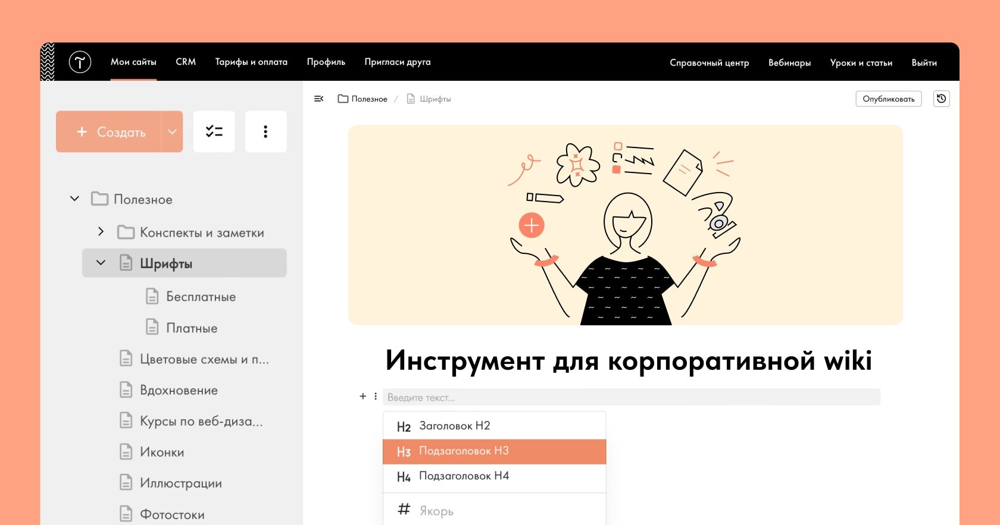 Мои сайты CRM Тарифы и оплата Профиль Пригласи друга Справочный центр Вебинары Уроки и статьи Выйти
+ Создать
Полезное
Конспекты и заметки
Шрифты
Бесплатные
Платные
Цветовые схемы и п...
Вдохновение
Курсы по веб-диза...
Иконки
Иллюстрации
Фотостоки
Полезное / Шрифты Опубликовать
Инструмент для корпоративной wiki
Введите текст...
H2 Заголовок H2
H3 Подзаголовок H3
H4 Подзаголовок H4
# Якорь